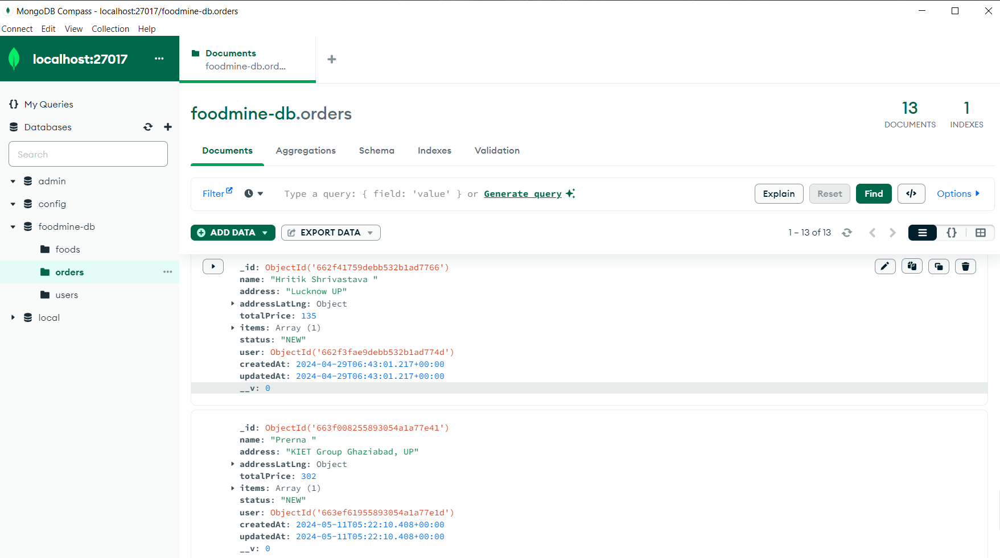 MongoDB Compass - localhost:27017/foodmine-db.orders
Connect Edit View Collection Help
localhost:27017 ...
Documents
foodmine-db.ord...
My Queries
Databases
Search
admin
config
foodmine-db
foods
orders ...
users
local
foodmine-db.orders
13
DOCUMENTS
1
INDEXES
Documents Aggregations Schema Indexes Validation
Filter Type a query: { field: 'value' } or Generate query Explain Reset Find </> Options
ADD DATA EXPORT DATA 1 – 13 of 13 {}
_id: ObjectId('662f41759debb532b1ad7766')
name: "Hritik Shrivastava "
address: "Lucknow UP"
addressLatLng: Object
totalPrice: 135
items: Array (1)
status: "NEW"
user: ObjectId('662f3fae9debb532b1ad774d')
createdAt: 2024-04-29T06:43:01.217+00:00
updatedAt: 2024-04-29T06:43:01.217+00:00
__v: 0
_id: ObjectId('663f008255893054a1a77e41')
name: "Prerna "
address: "KIET Group Ghaziabad, UP"
addressLatLng: Object
totalPrice: 302
items: Array (1)
status: "NEW"
user: ObjectId('663ef61955893054a1a77e1d')
createdAt: 2024-05-11T05:22:10.408+00:00
updatedAt: 2024-05-11T05:22:10.408+00:00
__v: 0